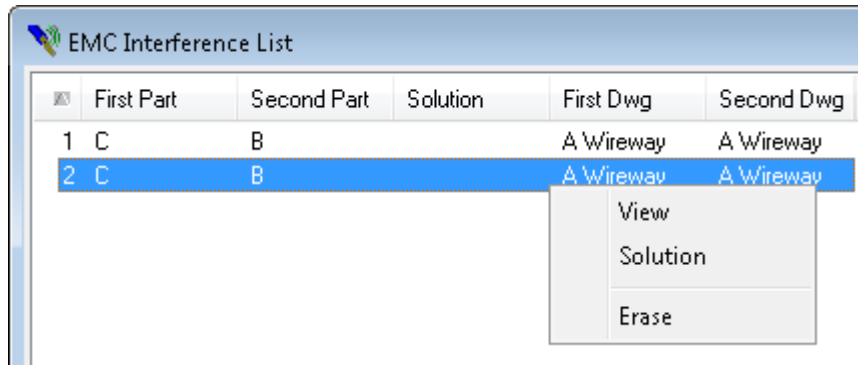 EMC Interference List
First Part Second Part Solution First Dwg Second Dwg
1 C B A Wireway A Wireway
2 C B A Wireway A Wireway
View
Solution
Erase